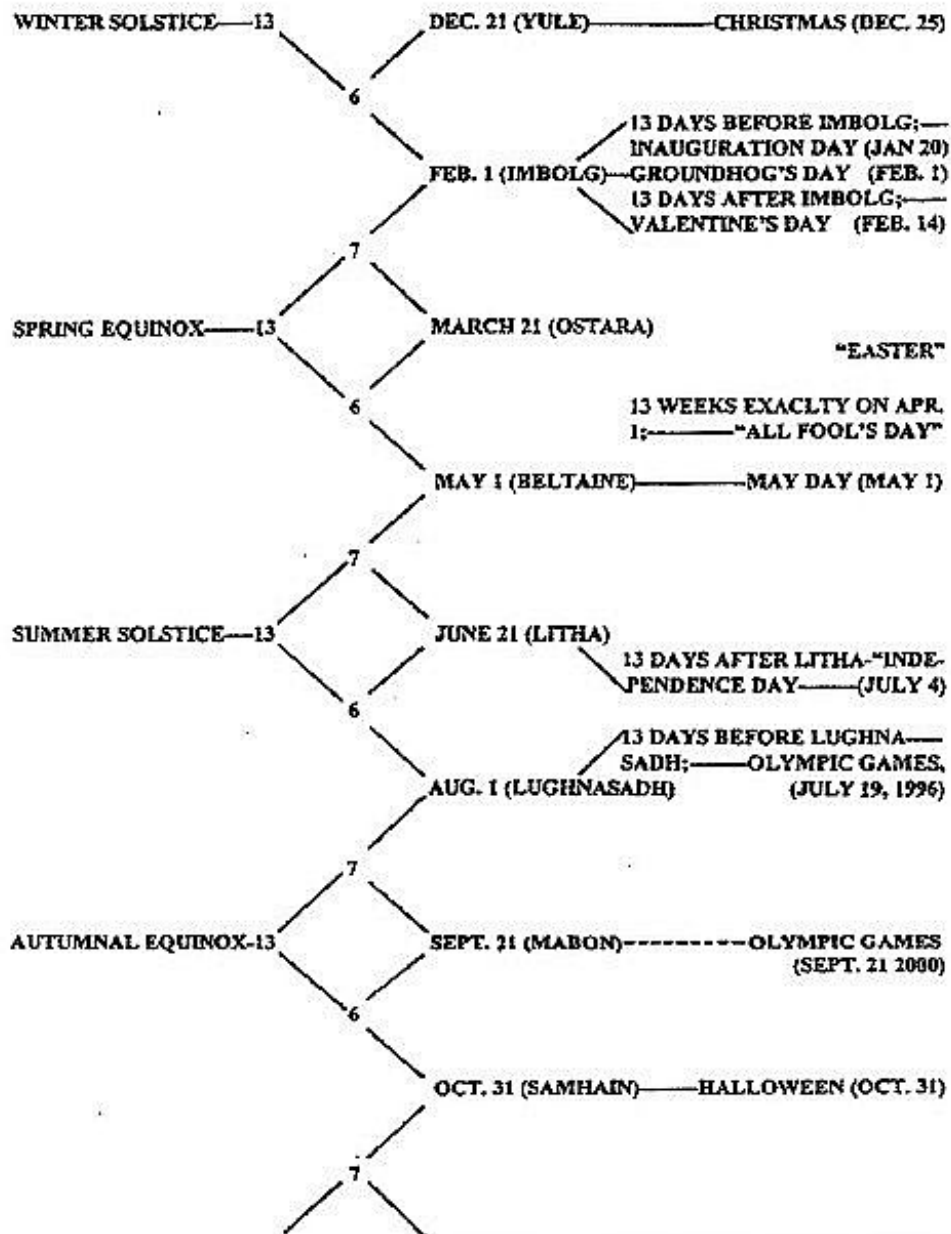 WINTER SOLSTICE—13 DEC. 21 (YULE)———CHRISTMAS (DEC. 25)
6
13 DAYS BEFORE IMBOLG;—
INAUGURATION DAY (JAN 20)
FEB. 1 (IMBOLG)—GROUNDHOG'S DAY (FEB. 1)
13 DAYS AFTER IMBOLG;——
VALENTINE'S DAY (FEB. 14)
7
SPRING EQUINOX——13 MARCH 21 (OSTARA)
"EASTER"
6
13 WEEKS EXACLTY ON APR.
1;———"ALL FOOL'S DAY"
MAY 1 (BELTAINE)———MAY DAY (MAY 1)
7
SUMMER SOLSTICE—13 JUNE 21 (LITHA)
13 DAYS AFTER LITHA-"INDE-
PENDENCE DAY———(JULY 4)
6
13 DAYS BEFORE LUGHNA—
SADH;——OLYMPIC GAMES,
AUG. 1 (LUGHNASADH) (JULY 19, 1996)
7
AUTUMNAL EQUINOX-13 SEPT. 21 (MABON)----------OLYMPIC GAMES
(SEPT. 21 2000)
6
OCT. 31 (SAMHAIN)——HALLOWEEN (OCT. 31)
7